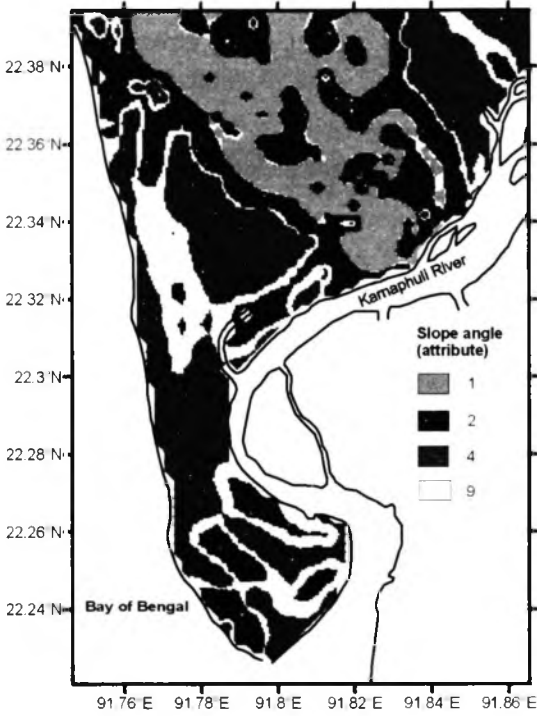 22.38 N
22.36 N
22.34 N
22.32 N
22.3 N
22.28 N
22.26 N
22.24 N
Karnaphuli River
Slope angle
(attribute)
1
2
4
9
Bay of Bengal
91.76 E 91.78 E 91.8 E 91.82 E 91.84 E 91.86 E